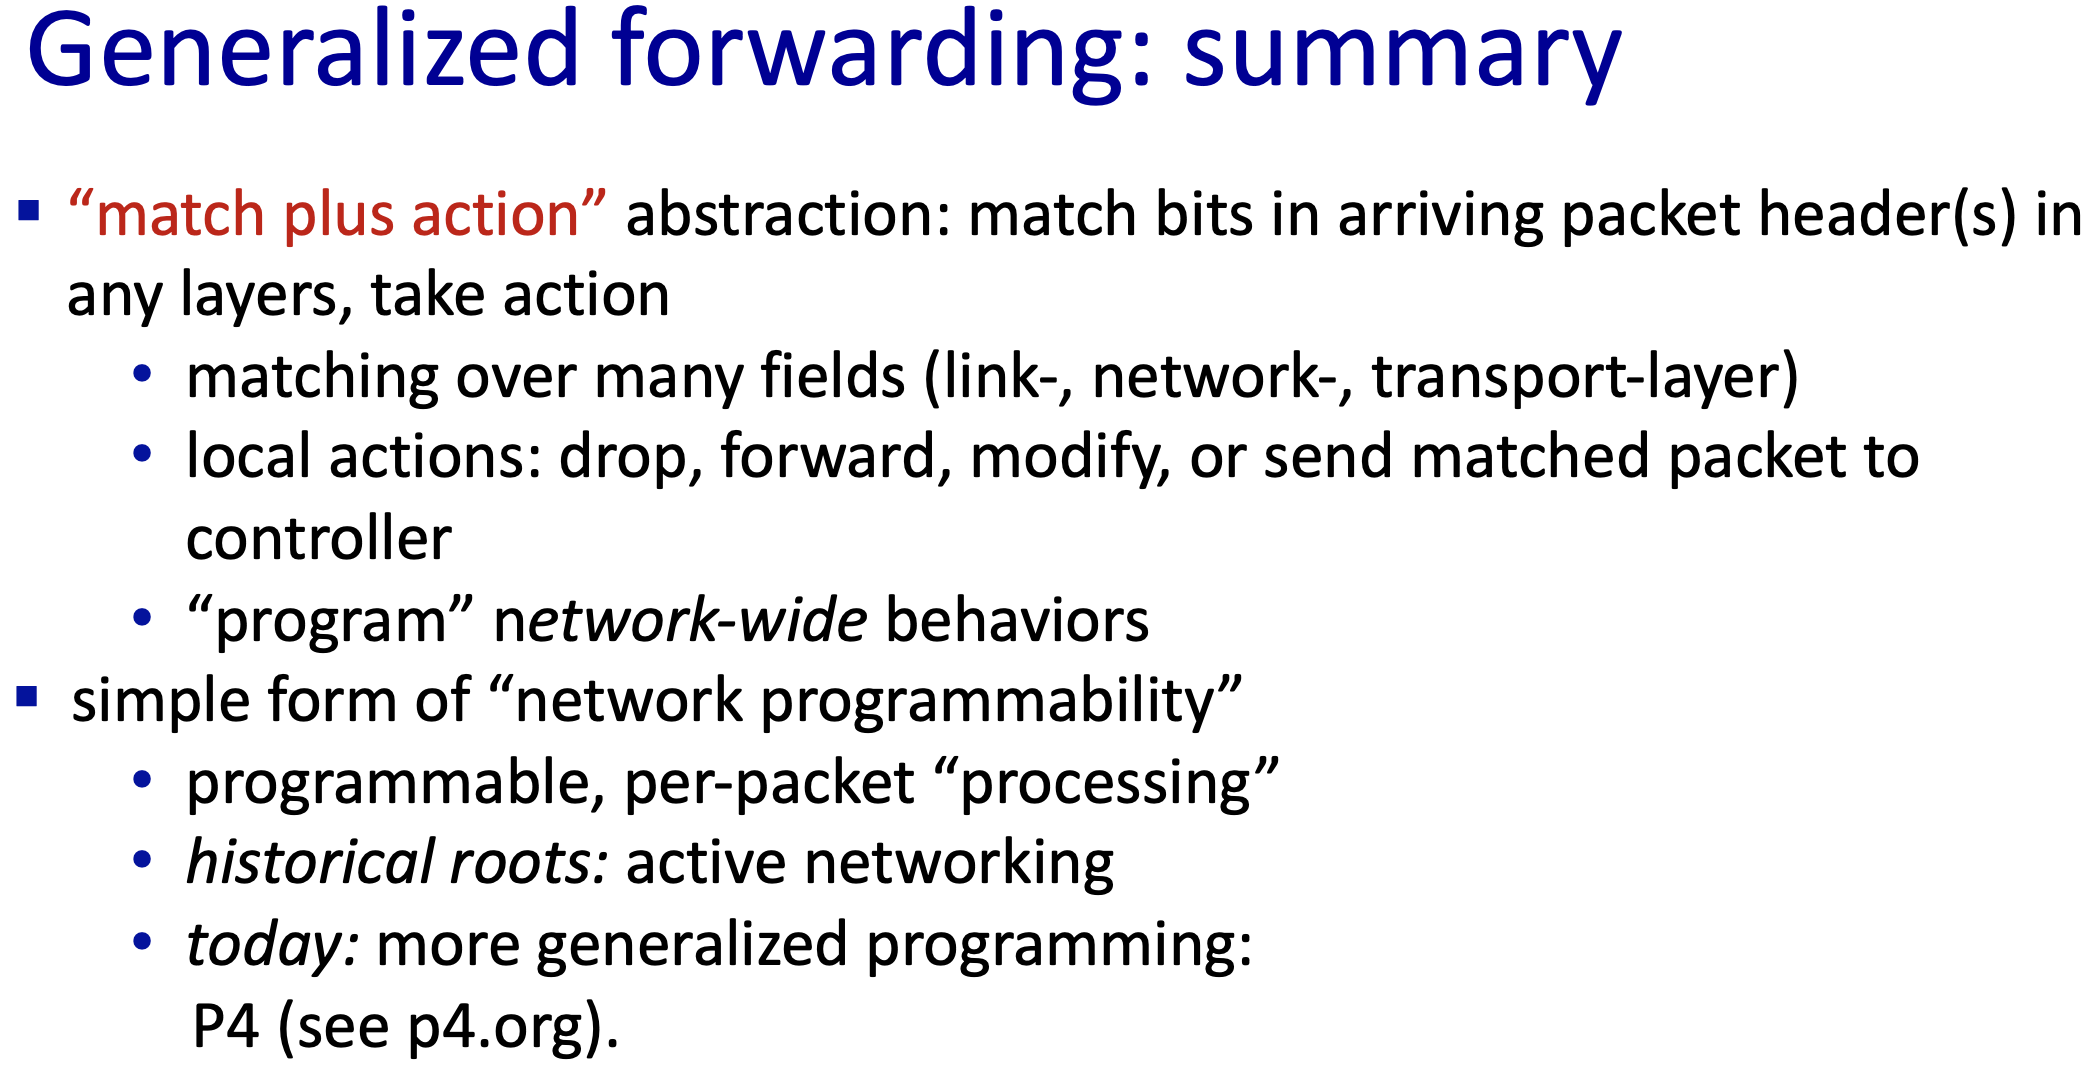 Generalized forwarding: summary
▪ “match plus action” abstraction: match bits in arriving packet header(s) in
any layers, take action
• matching over many fields (link-, network-, transport-layer)
• local actions: drop, forward, modify, or send matched packet to
controller
• “program” network-wide behaviors
▪ simple form of “network programmability”
• programmable, per-packet “processing”
• historical roots: active networking
• today: more generalized programming:
P4 (see p4.org).